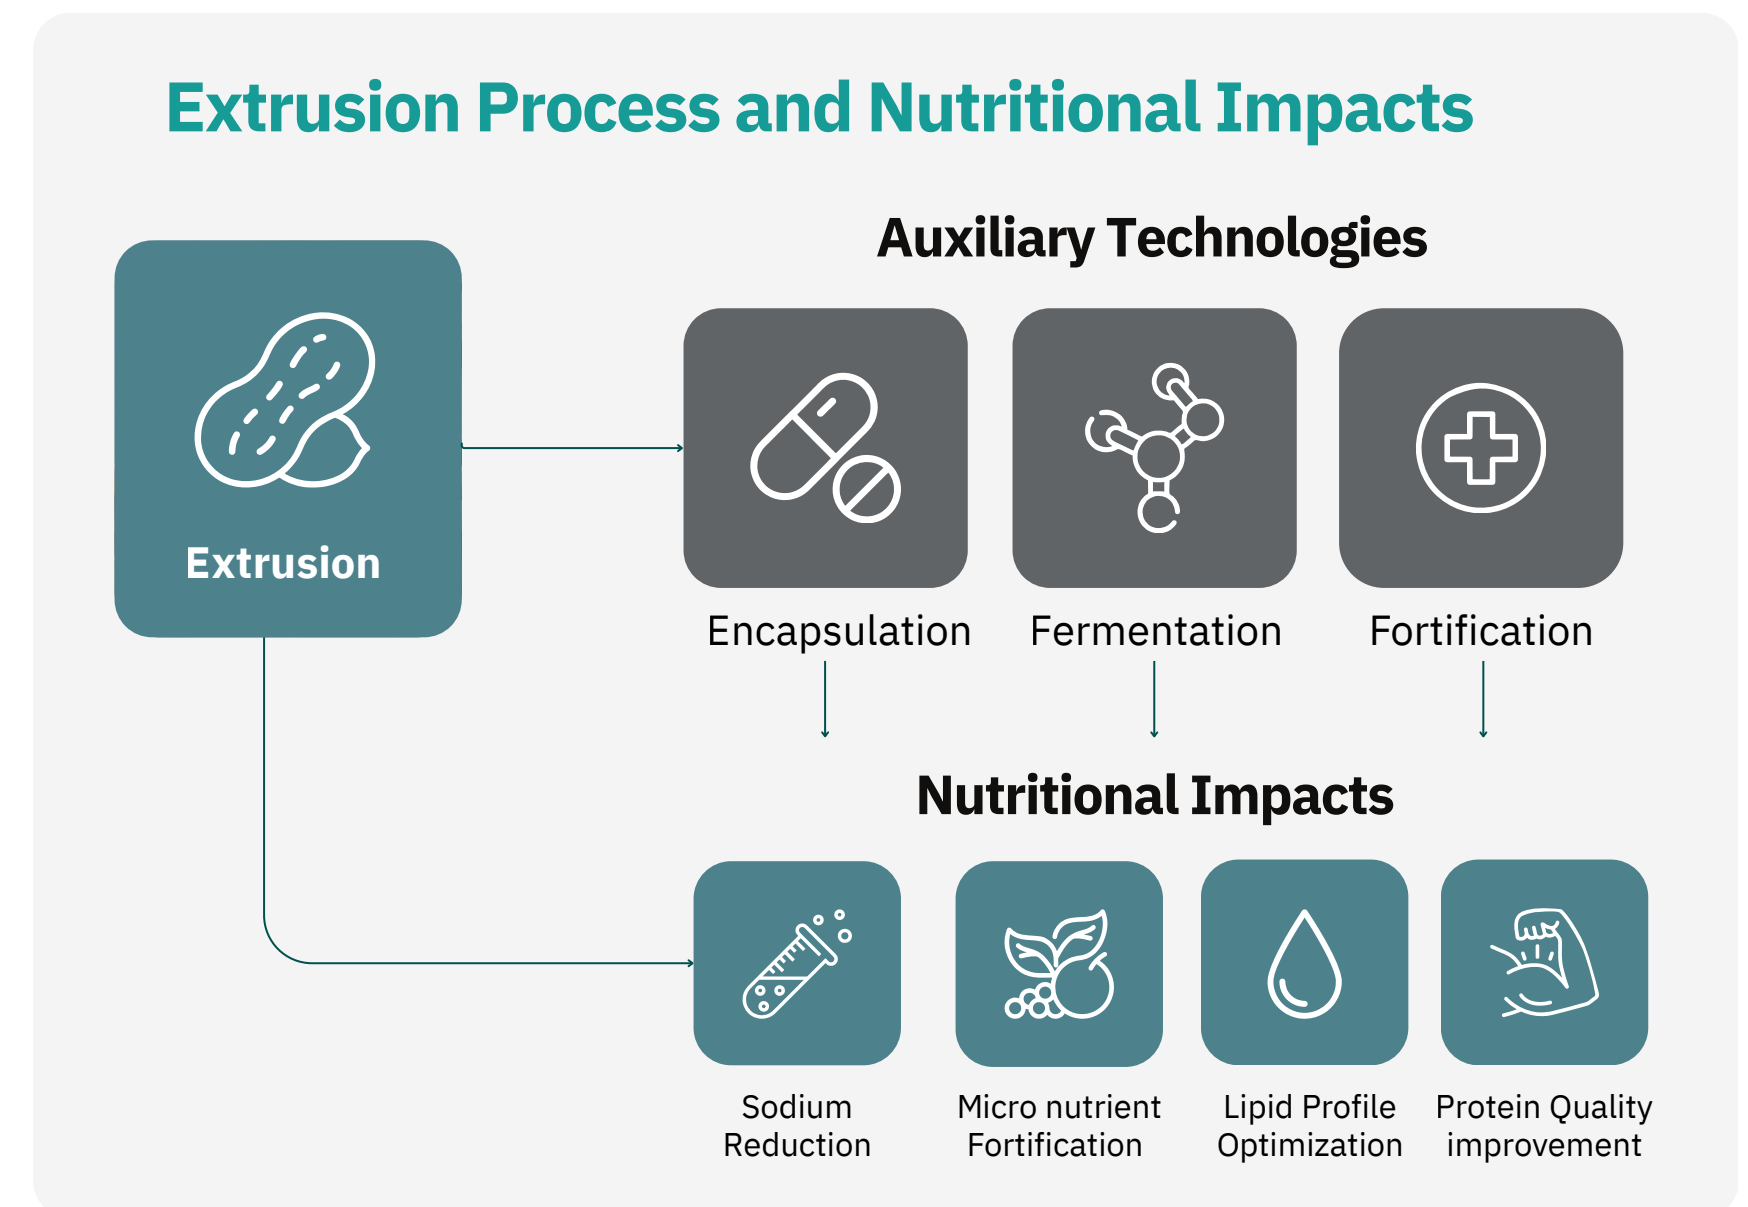 Extrusion Process and Nutritional Impacts
Auxiliary Technologies
Extrusion
Encapsulation
Fermentation
Fortification
Nutritional Impacts
Sodium
Reduction
Micro nutrient
Fortification
Lipid Profile
Optimization
Protein Quality
improvement